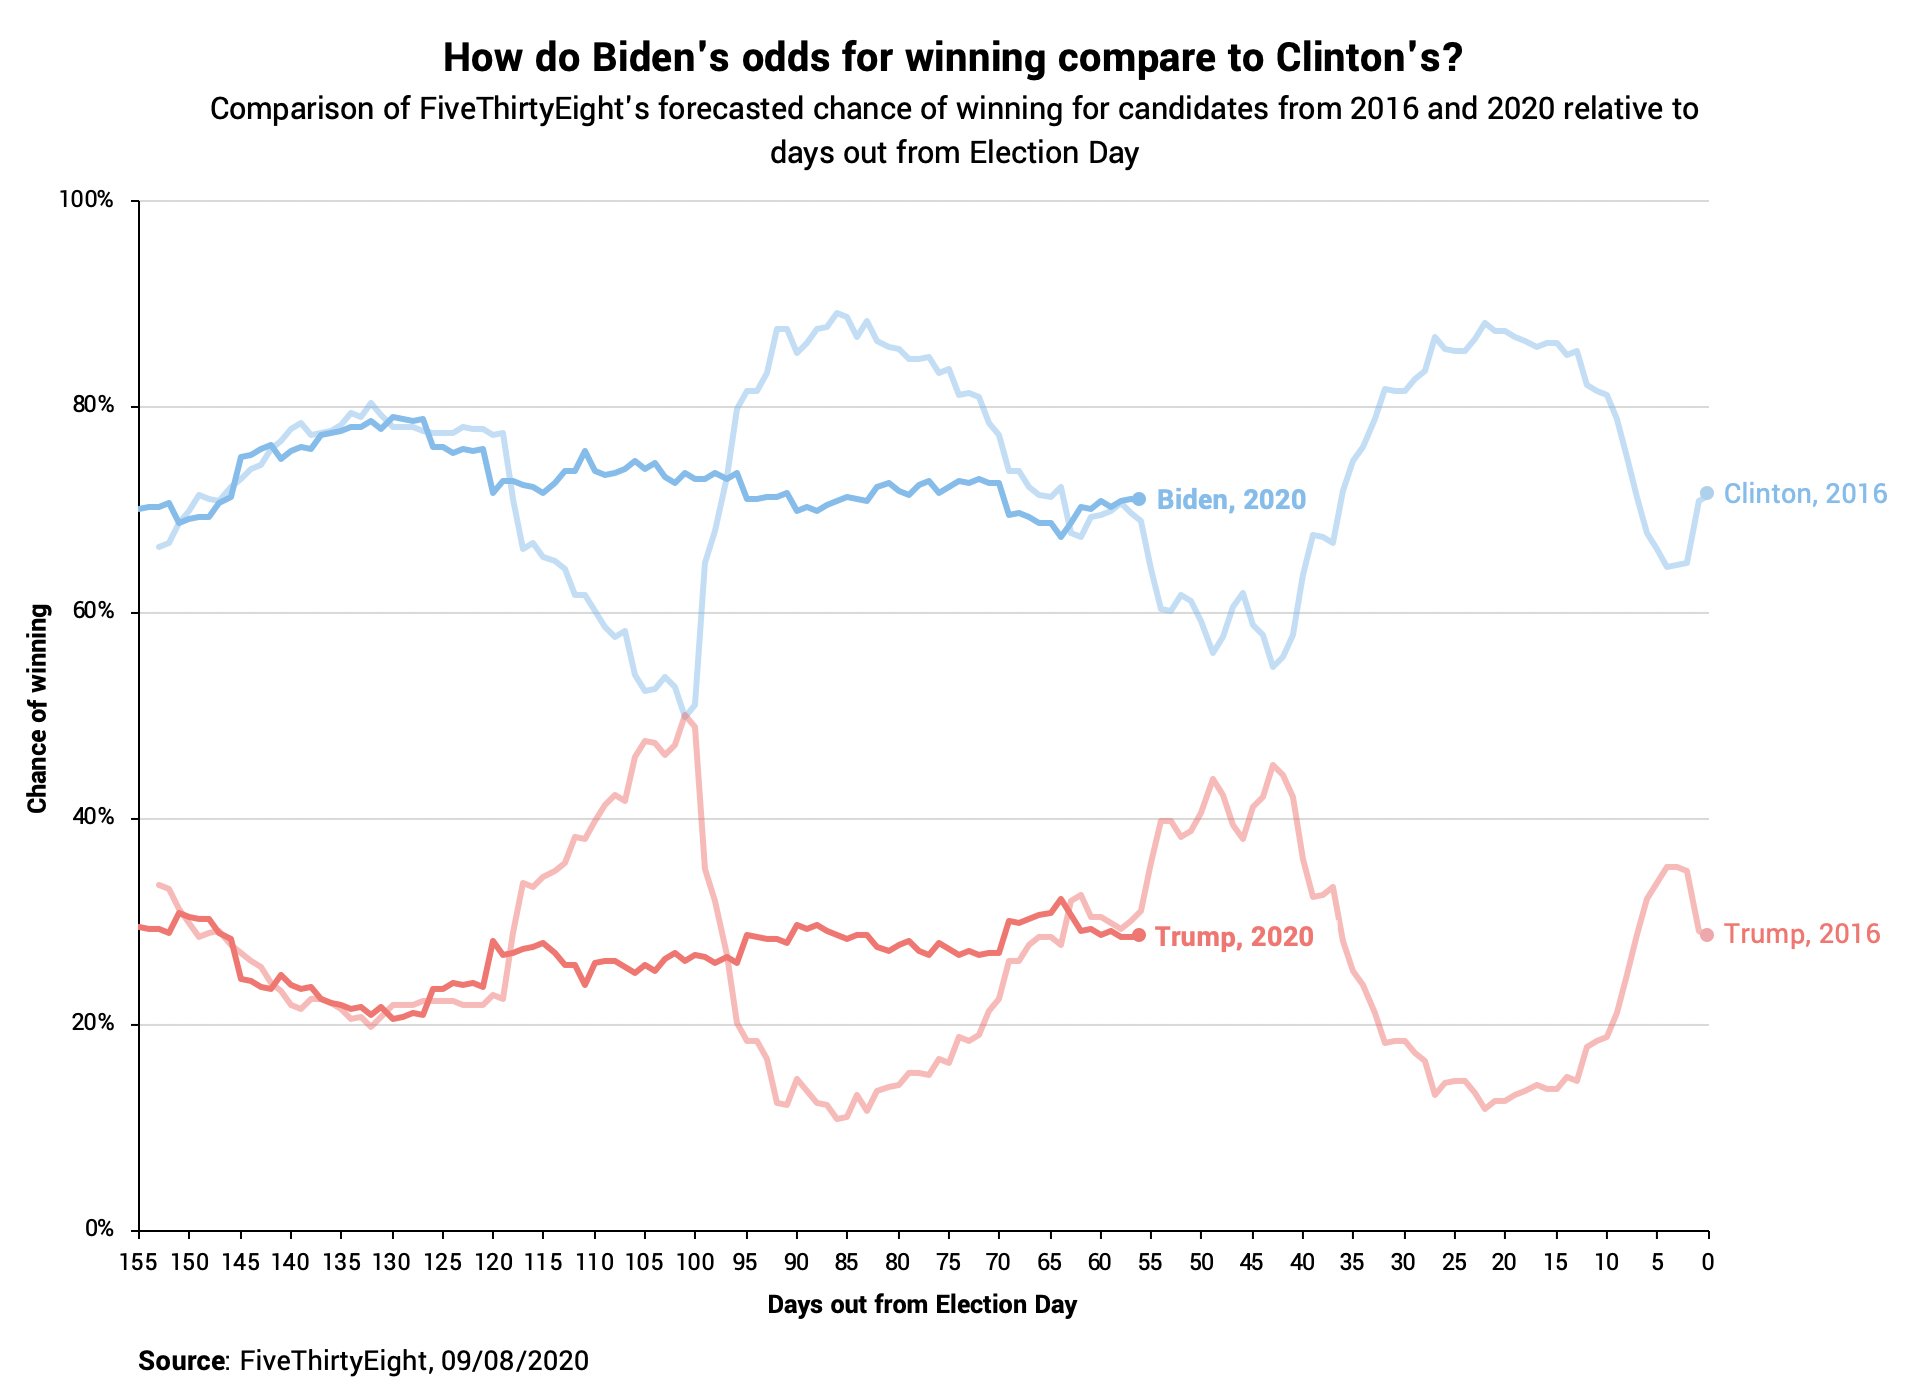 How do Biden's odds for winning compare to Clinton's?
Comparison of FiveThirtyEight's forecasted chance of winning for candidates from 2016 and 2020 relative to
days out from Election Day
100%
80%
60%
40%
20%
0%
Chance of winning
Biden, 2020
Clinton, 2016
Trump, 2020
Trump, 2016
155 150 145 140 135 130 125 120 115 110 105 100 95 90 85 80 75 70 65 60 55 50 45 40 35 30 25 20 15 10 5 0
Days out from Election Day
Source: FiveThirtyEight, 09/08/2020